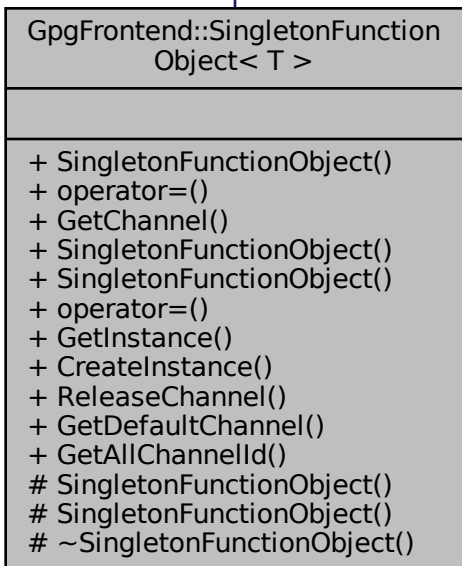 GpgFrontend::SingletonFunction
Object< T >
+ SingletonFunctionObject()
+ operator=()
+ GetChannel()
+ SingletonFunctionObject()
+ SingletonFunctionObject()
+ operator=()
+ GetInstance()
+ CreateInstance()
+ ReleaseChannel()
+ GetDefaultChannel()
+ GetAllChannelId()
# SingletonFunctionObject()
# SingletonFunctionObject()
# ~SingletonFunctionObject()